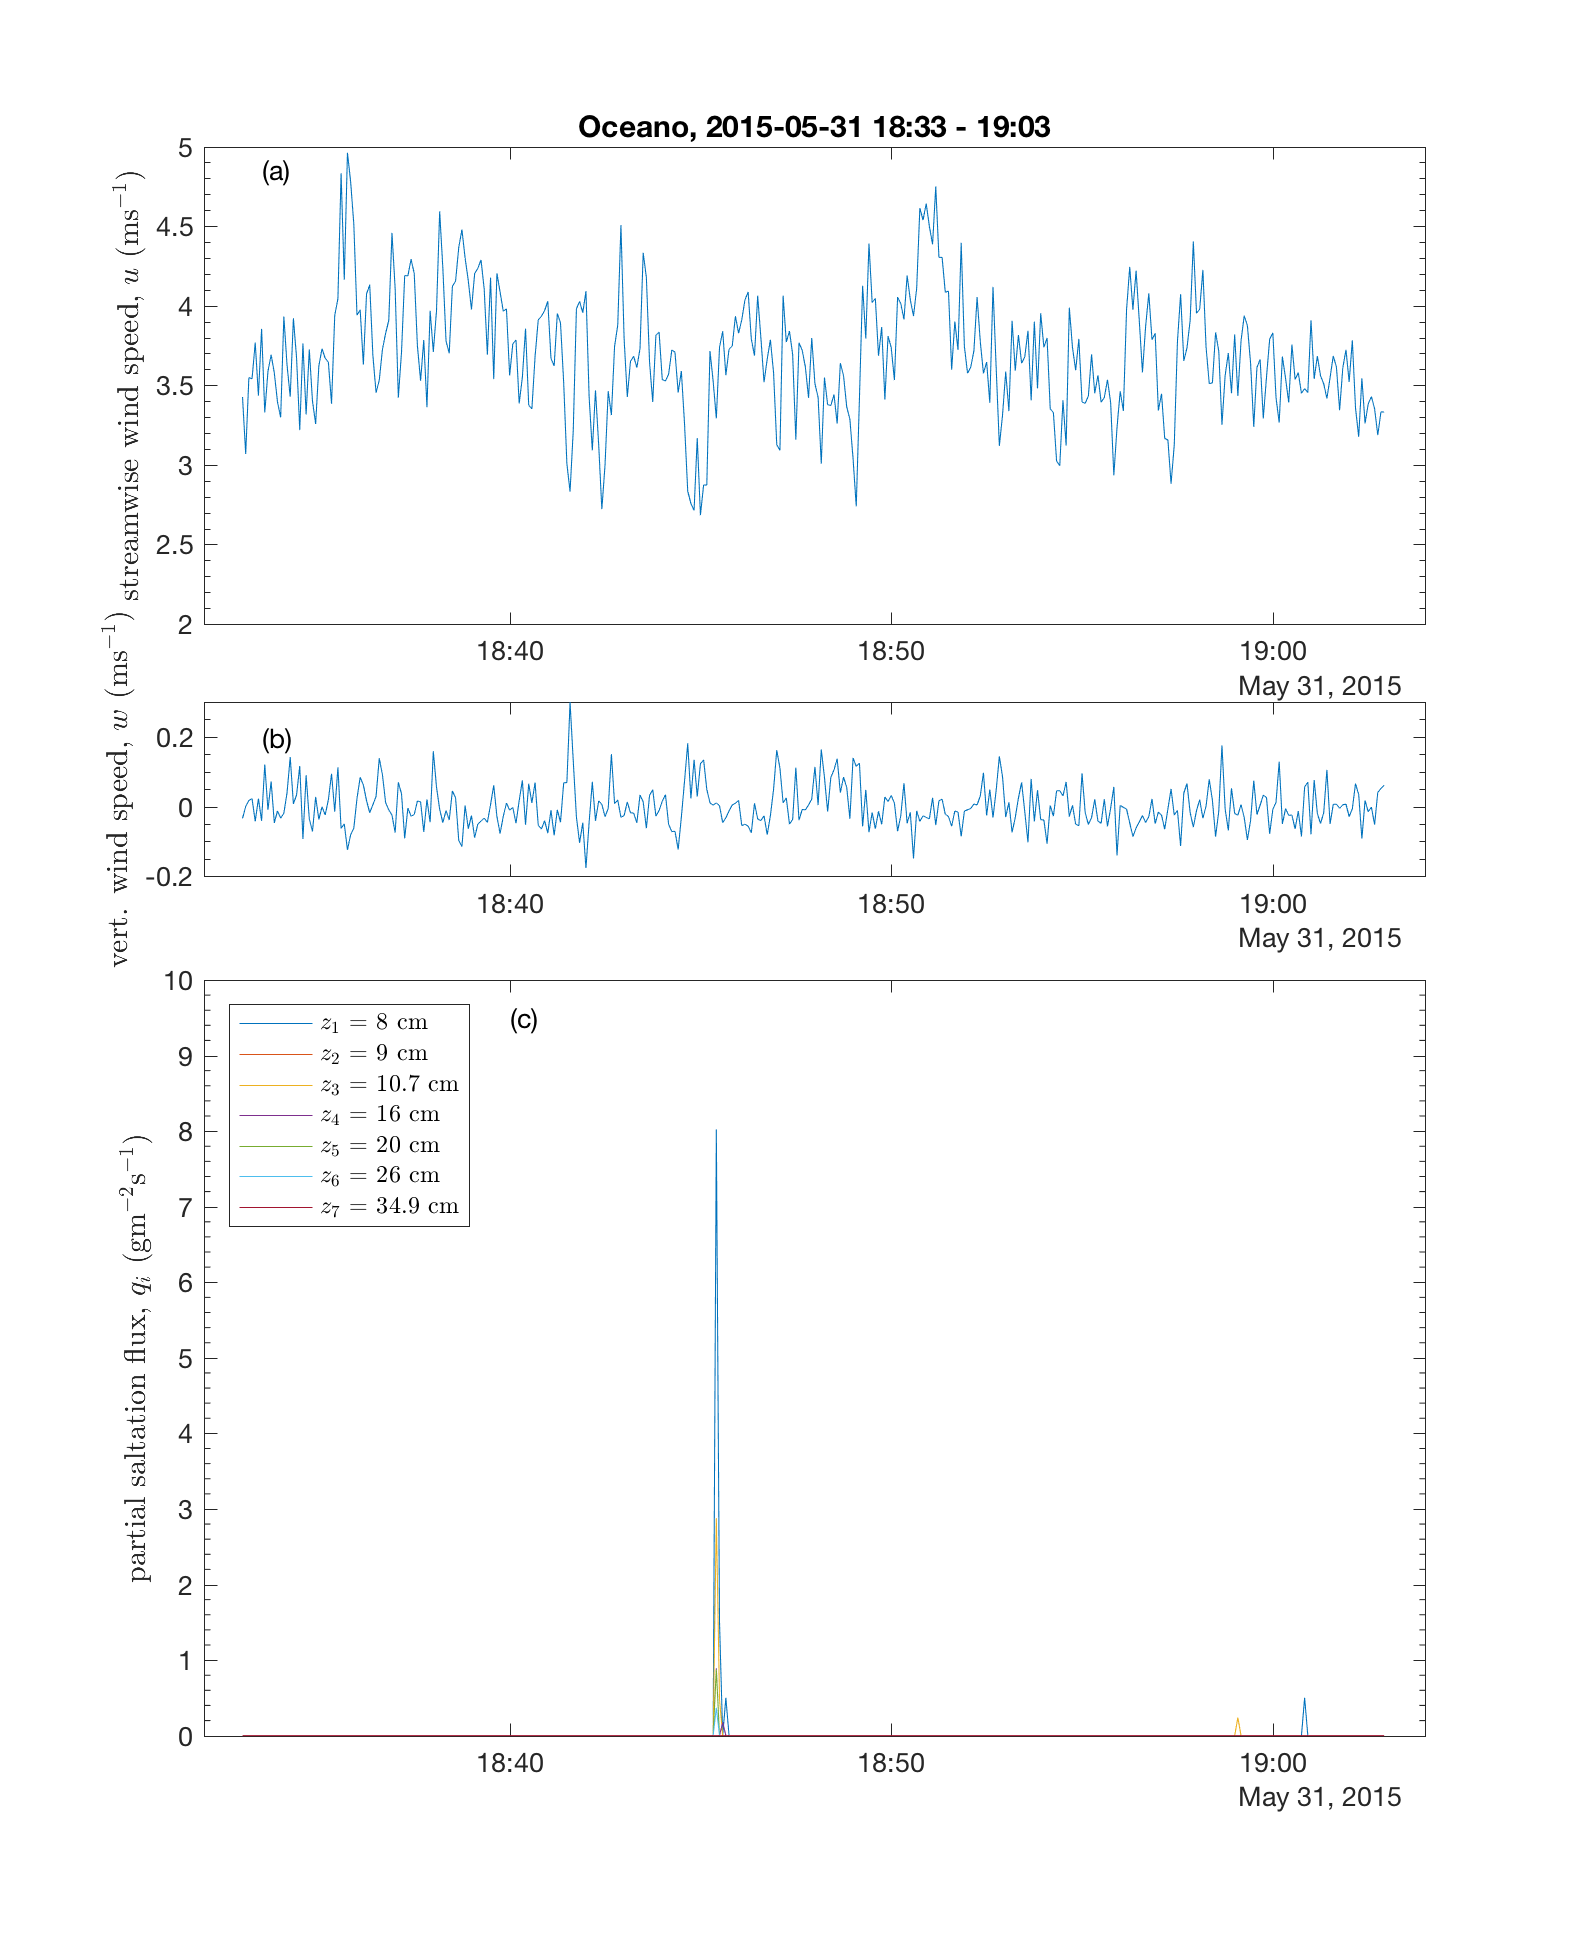 Oceano, 2015-05-31 18:33 - 19:03
(a)
streamwise wind speed, u (ms⁻¹)
5
4.5
4
3.5
3
2.5
2
18:40 18:50 19:00
May 31, 2015
(b)
vert. wind speed, w (ms⁻¹)
0.2
0
-0.2
18:40 18:50 19:00
May 31, 2015
(c)
partial saltation flux, qᵢ (gm⁻²s⁻¹)
10
9
8
7
6
5
4
3
2
1
0
z₁ = 8 cm
z₂ = 9 cm
z₃ = 10.7 cm
z₄ = 16 cm
z₅ = 20 cm
z₆ = 26 cm
z₇ = 34.9 cm
18:40 18:50 19:00
May 31, 2015